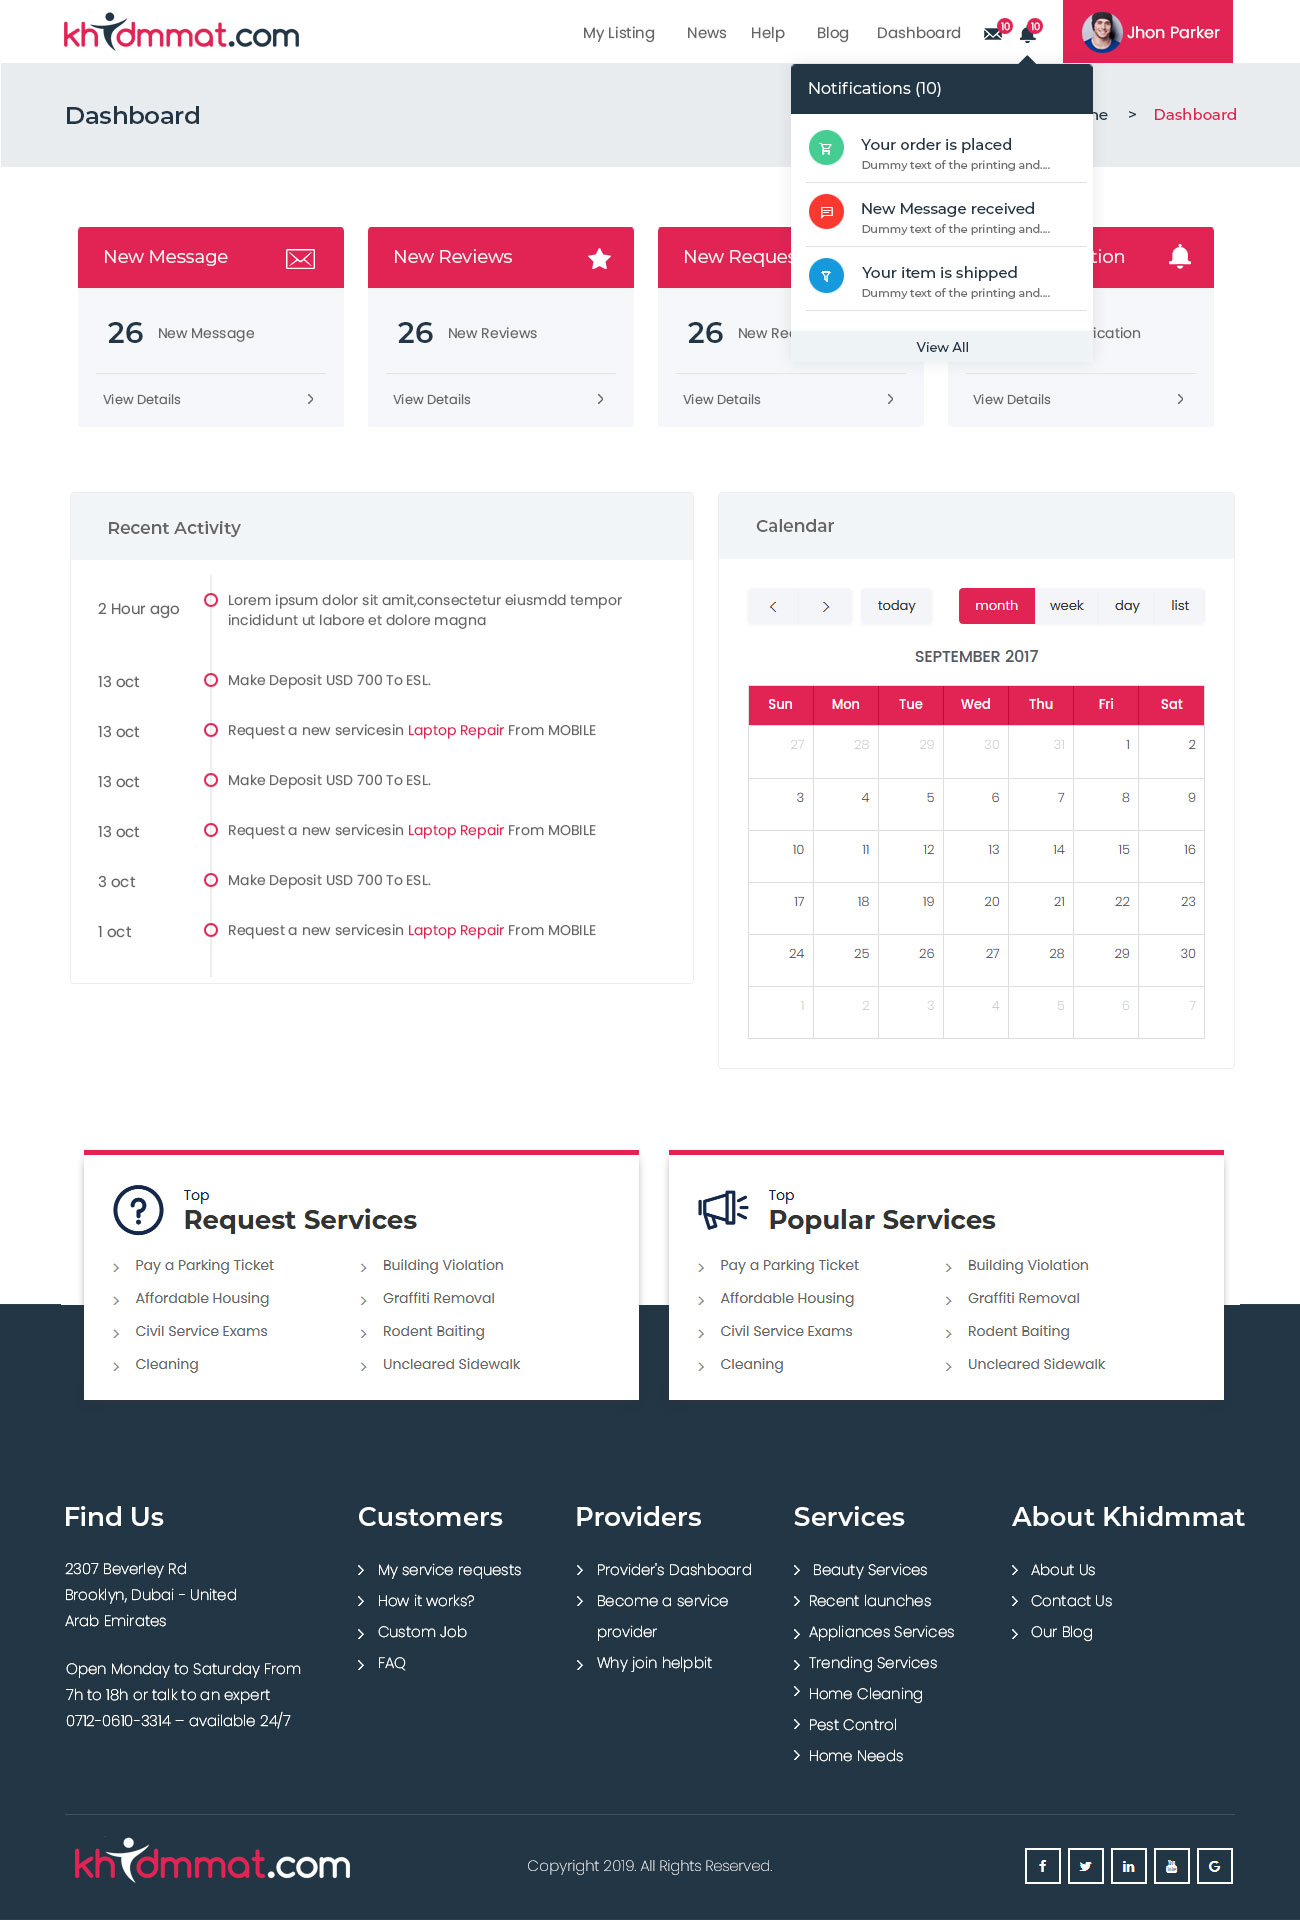 khidmmat.com
My Listing News Help Blog Dashboard 10 10 Jhon Parker
Dashboard
> Dashboard
Notifications (10)
Your order is placed
Dummy text of the printing and....
New Message received
Dummy text of the printing and....
Your item is shipped
Dummy text of the printing and....
View All
New Message
26 New Message
View Details
New Reviews
26 New Reviews
View Details
New
26 New
View Details
View Details
Recent Activity
2 Hour ago
Lorem ipsum dolor sit amit,consectetur eiusmdd tempor
incididunt ut labore et dolore magna
13 oct Make Deposit USD 700 To ESL.
13 oct Request a new servicesin Laptop Repair From MOBILE
13 oct Make Deposit USD 700 To ESL.
13 oct Request a new servicesin Laptop Repair From MOBILE
3 oct Make Deposit USD 700 To ESL.
1 oct Request a new servicesin Laptop Repair From MOBILE
Calendar
today month week day list
SEPTEMBER 2017
Sun Mon Tue Wed Thu Fri Sat
27 28 29 30 31 1 2
3 4 5 6 7 8 9
10 11 12 13 14 15 16
17 18 19 20 21 22 23
24 25 26 27 28 29 30
1 2 3 4 5 6 7
Top
Request Services
Pay a Parking Ticket Building Violation
Affordable Housing Graffiti Removal
Civil Service Exams Rodent Baiting
Cleaning Uncleared Sidewalk
Top
Popular Services
Pay a Parking Ticket Building Violation
Affordable Housing Graffiti Removal
Civil Service Exams Rodent Baiting
Cleaning Uncleared Sidewalk
Find Us
2307 Beverley Rd
Brooklyn, Dubai - United
Arab Emirates
Open Monday to Saturday From
7h to 18h or talk to an expert
0712-0610-3314 – available 24/7
Customers
My service requests
How it works?
Custom Job
FAQ
Providers
Provider's Dashboard
Become a service
provider
Why join helpbit
Services
Beauty Services
Recent launches
Appliances Services
Trending Services
Home Cleaning
Pest Control
Home Needs
About Khidmmat
About Us
Contact Us
Our Blog
khidmmat.com
Copyright 2019. All Rights Reserved.